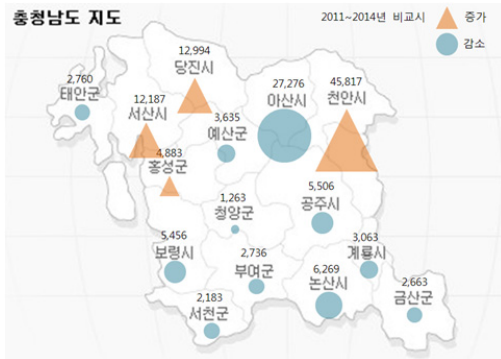 충청남도 지도
2011~2014년 비교시
증가
감소
12,994
당진시
2,760
태안군
27,276
아산시
45,817
천안시
12,187
서산시
3,635
예산군
4,883
홍성군
5,506
공주시
1,263
청양군
5,456
보령시
3,063
계룡시
2,736
부여군
6,269
논산시
2,663
금산군
2,183
서천군